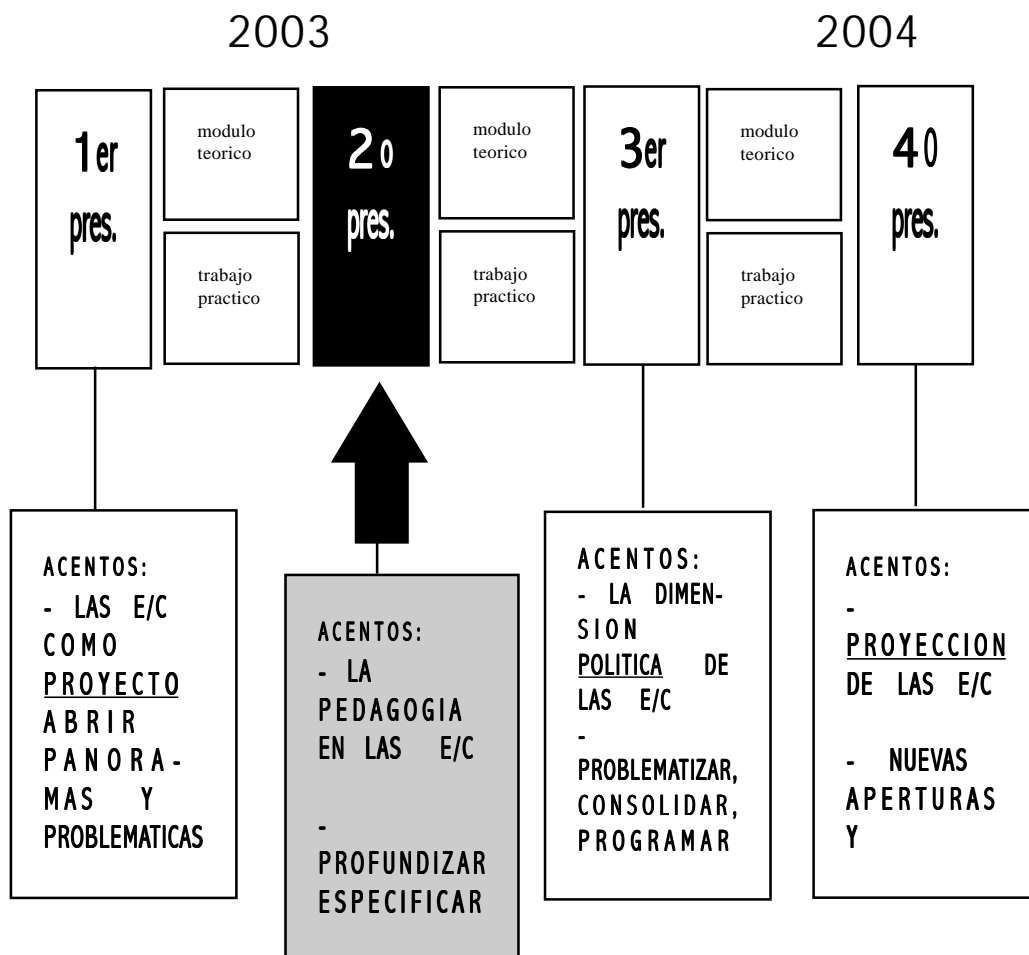 2003
2004
1er
pres.
modulo
teorico
trabajo
practico
20
pres.
modulo
teorico
trabajo
practico
3er
pres.
modulo
teorico
trabajo
practico
40
pres.
ACENTOS:
- LAS E/C
COMO
PROYECTO
ABRIR
PANORA-
MAS Y
PROBLEMATICAS
ACENTOS:
- LA
PEDAGOGIA
EN LAS E/C
-
PROFUNDIZAR
ESPECIFICAR
ACENTOS:
- LA DIMEN-
SION
POLITICA DE
LAS E/C
-
PROBLEMATIZAR,
CONSOLIDAR,
PROGRAMAR
ACENTOS:
-
PROYECCION
DE LAS E/C
- NUEVAS
APERTURAS
Y